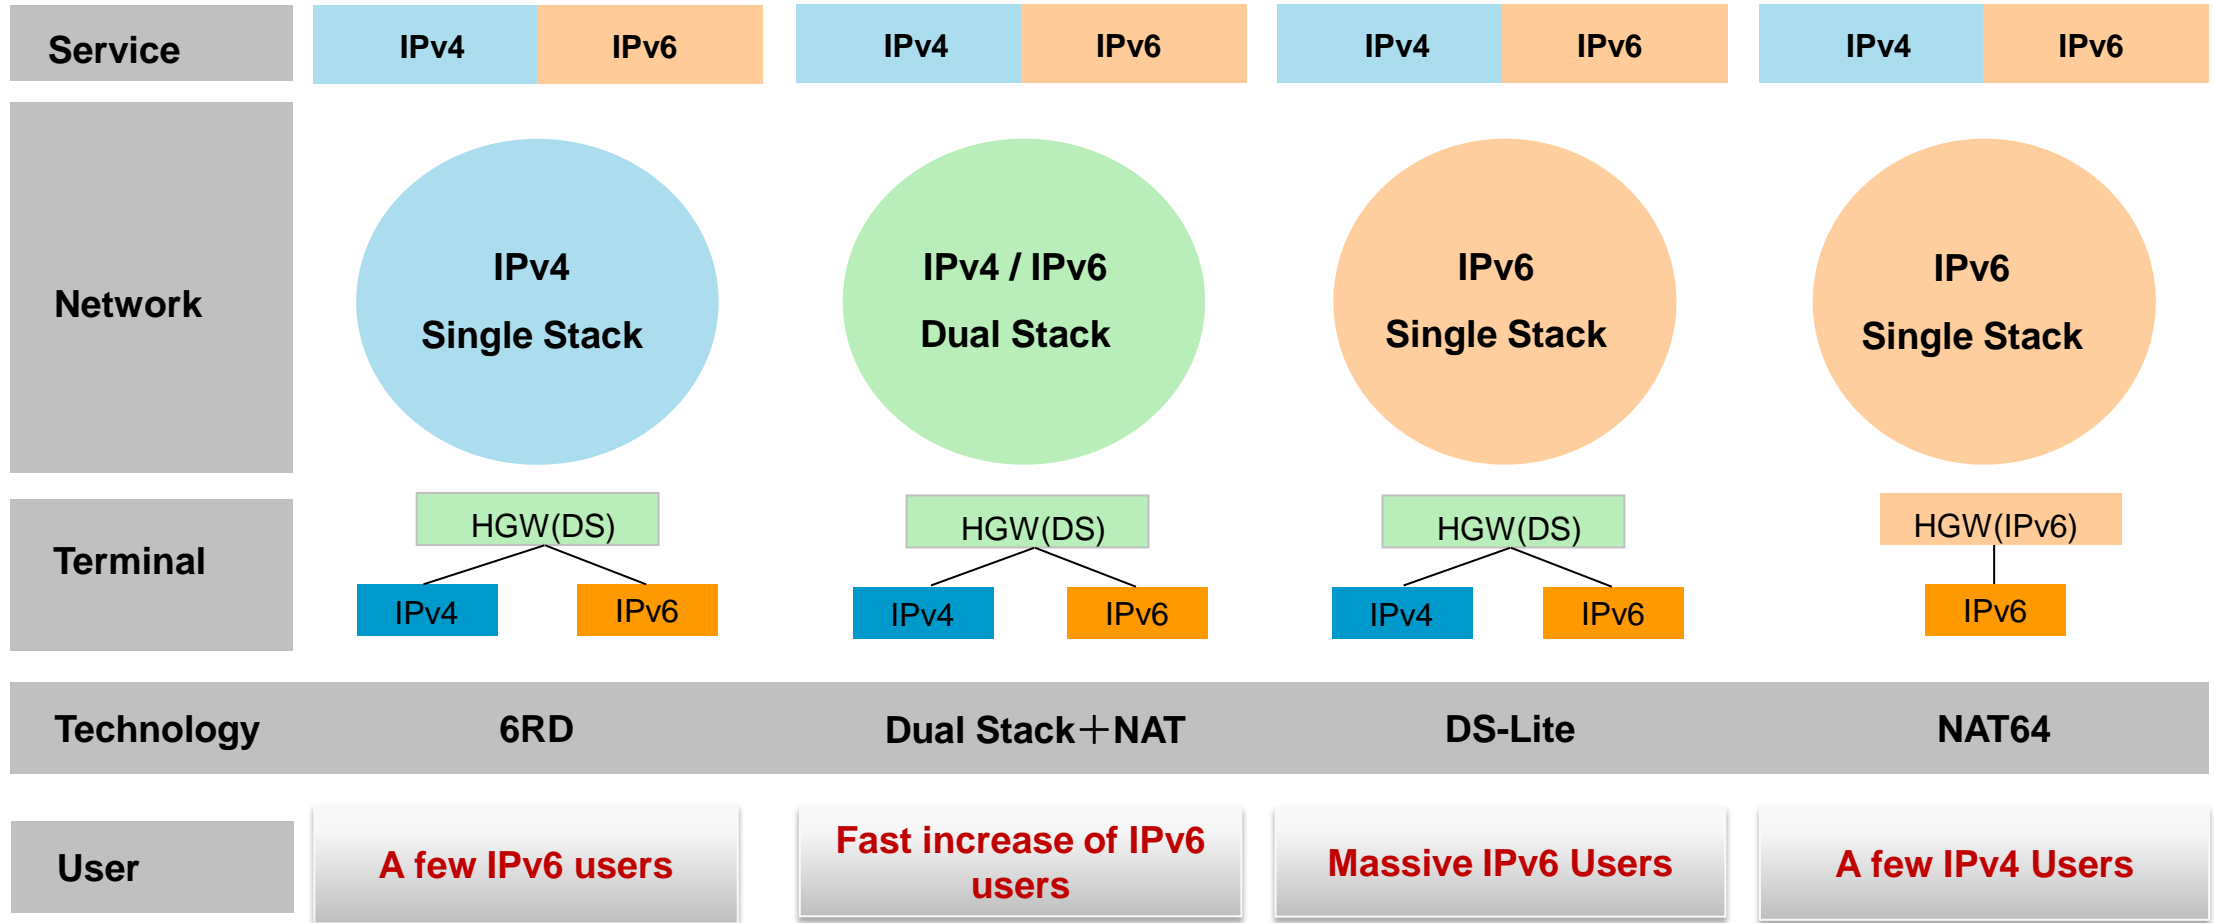 Service
IPv4
IPv6
IPv4
IPv6
IPv4
IPv6
IPv4
IPv6
Network
IPv4
Single Stack
IPv4 / IPv6
Dual Stack
IPv6
Single Stack
IPv6
Single Stack
Terminal
HGW(DS)
IPv4
IPv6
HGW(DS)
IPv4
IPv6
HGW(DS)
IPv4
IPv6
HGW(IPv6)
IPv6
Technology
6RD
Dual Stack＋NAT
DS-Lite
NAT64
User
A few IPv6 users
Fast increase of IPv6
users
Massive IPv6 Users
A few IPv4 Users